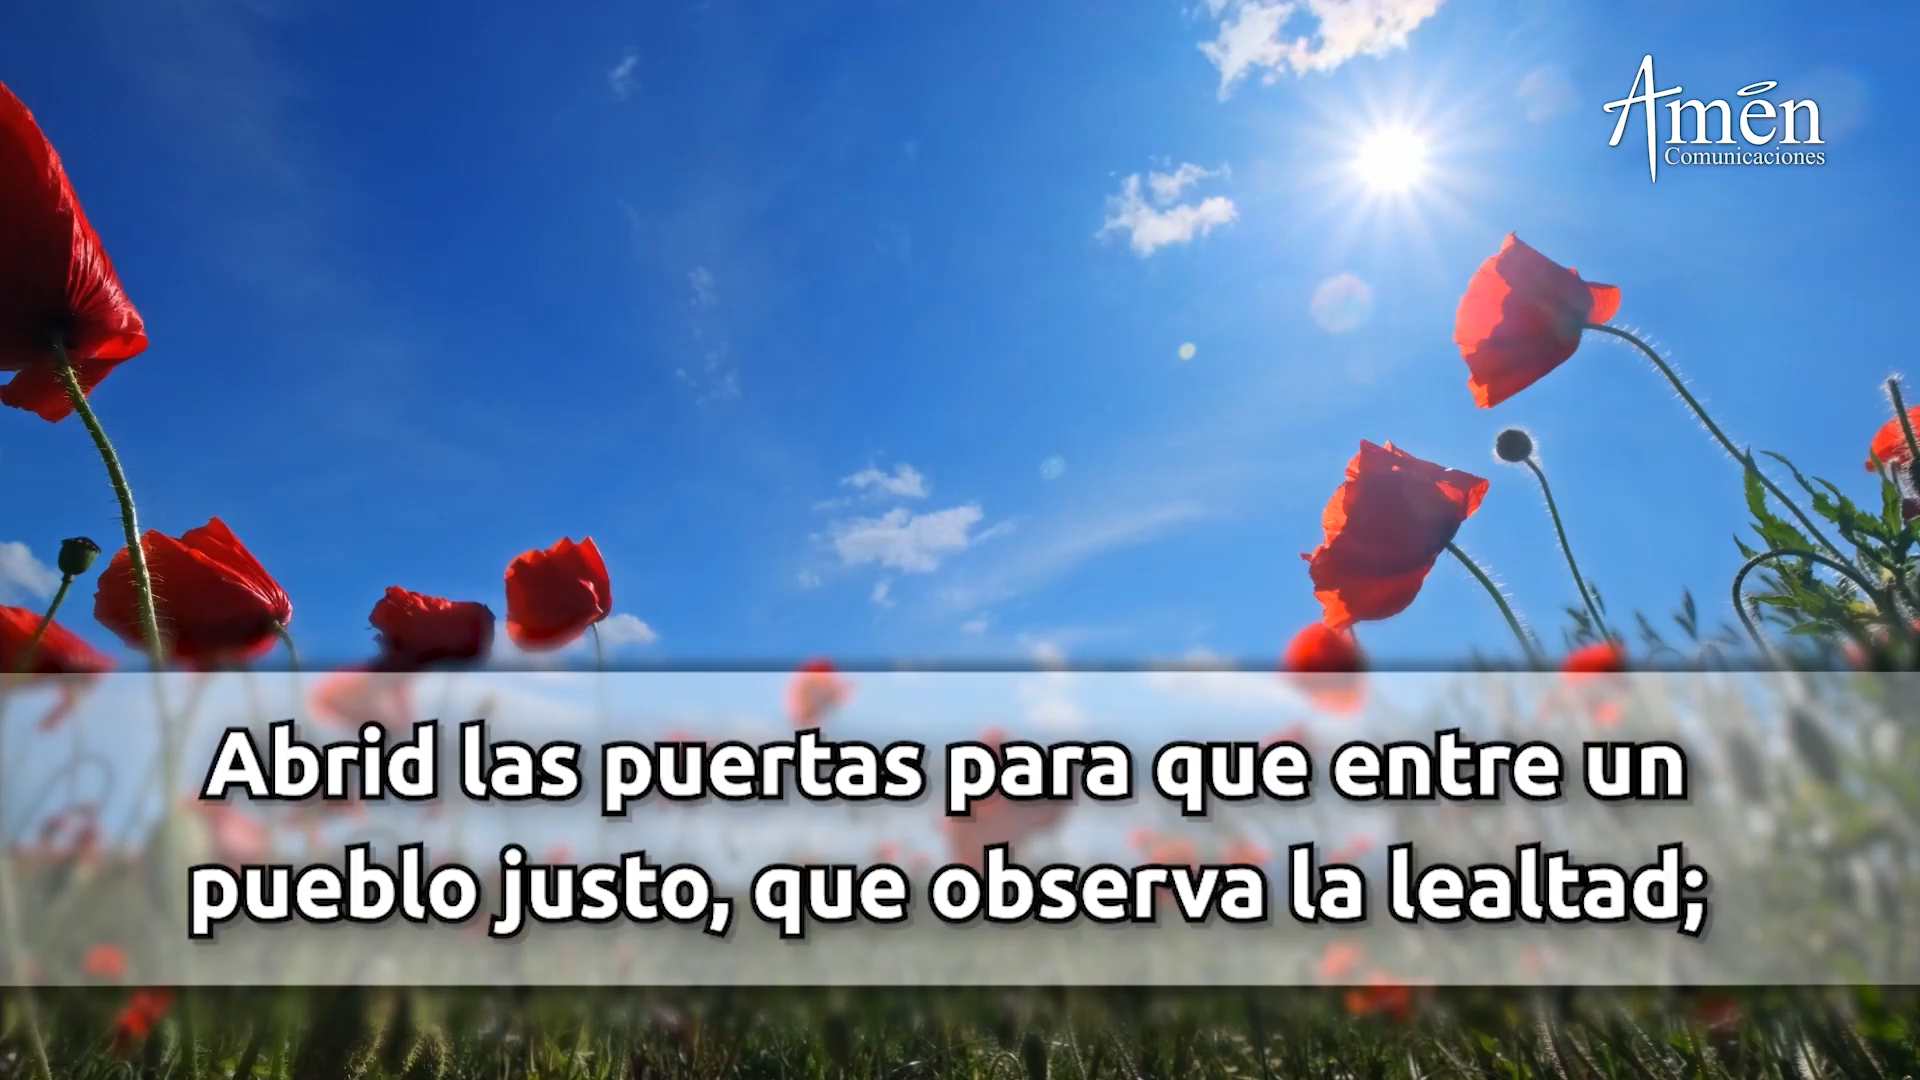 Amén
Comunicaciones
Abrid las puertas para que entre un
pueblo justo, que observa la lealtad;